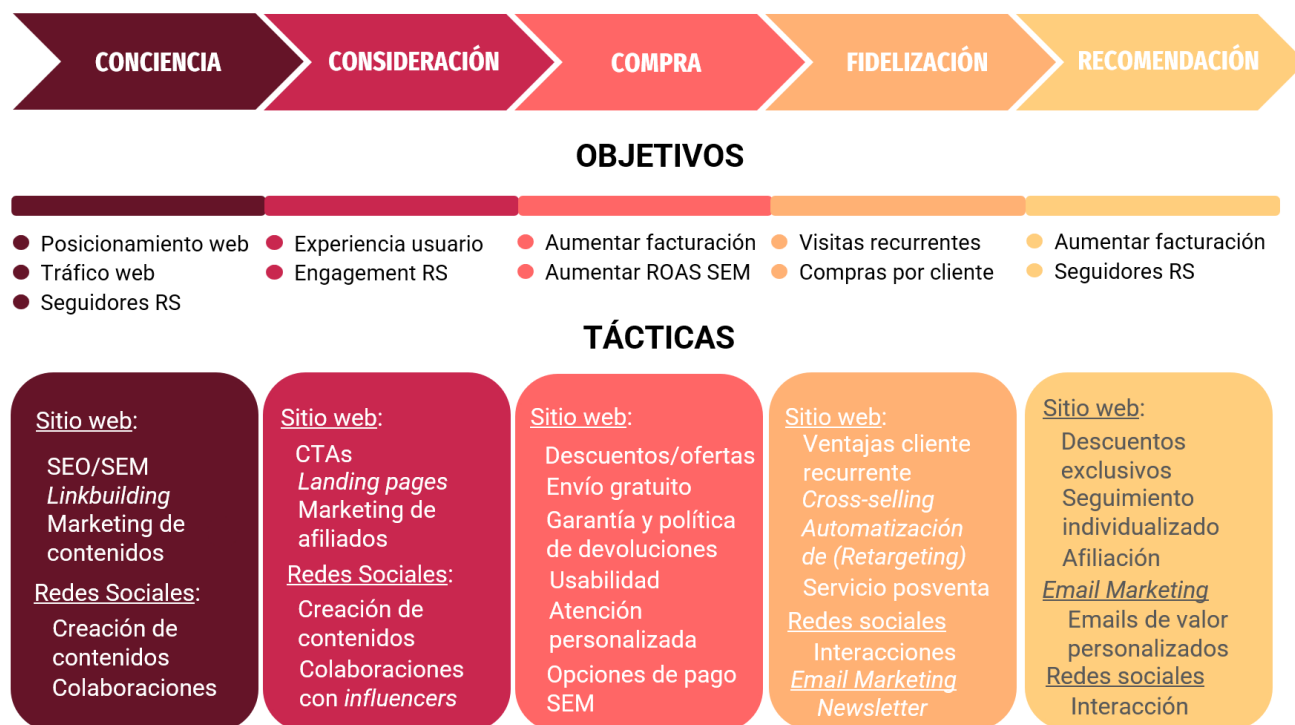 CONCIENCIA
CONSIDERACIÓN
COMPRA
FIDELIZACIÓN
RECOMENDACIÓN
OBJETIVOS
Posicionamiento web
Tráfico web
Seguidores RS
Experiencia usuario
Engagement RS
Aumentar facturación
Aumentar ROAS SEM
Visitas recurrentes
Compras por cliente
Aumentar facturación
Seguidores RS
TÁCTICAS
Sitio web:
SEO/SEM
Linkbuilding
Marketing de
contenidos
Redes Sociales:
Creación de
contenidos
Colaboraciones
Sitio web:
CTAs
Landing pages
Marketing de
afiliados
Redes Sociales:
Creación de
contenidos
Colaboraciones
con influencers
Sitio web:
Descuentos/ofertas
Envío gratuito
Garantía y política
de devoluciones
Usabilidad
Atención
personalizada
Opciones de pago
SEM
Sitio web:
Ventajas cliente
recurrente
Cross-selling
Automatización
de (Retargeting)
Servicio posventa
Redes sociales
Interacciones
Email Marketing
Newsletter
Sitio web:
Descuentos
exclusivos
Seguimiento
individualizado
Afiliación
Email Marketing
Emails de valor
personalizados
Redes sociales
Interacción